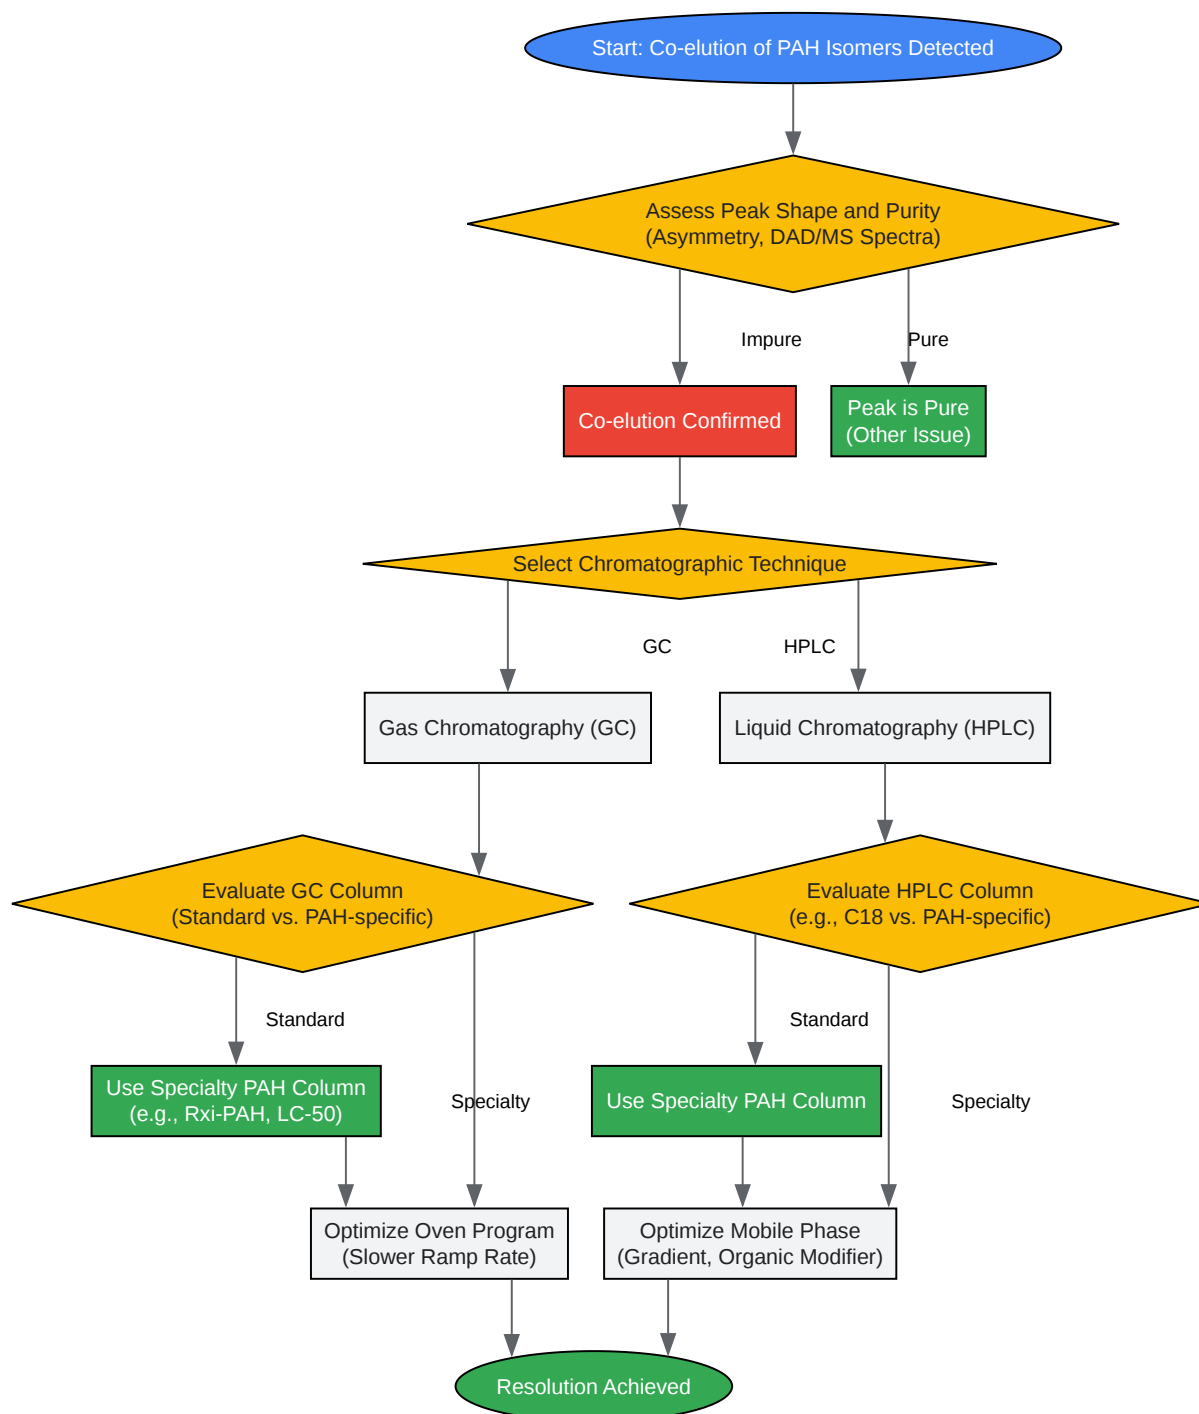 Start: Co-elution of PAH Isomers Detected
Assess Peak Shape and Purity
(Asymmetry, DAD/MS Spectra)
Impure
Pure
Co-elution Confirmed
Peak is Pure
(Other Issue)
Select Chromatographic Technique
GC
HPLC
Gas Chromatography (GC)
Liquid Chromatography (HPLC)
Evaluate GC Column
(Standard vs. PAH-specific)
Evaluate HPLC Column
(e.g., C18 vs. PAH-specific)
Standard
Standard
Use Specialty PAH Column
(e.g., Rxi-PAH, LC-50)
Specialty
Use Specialty PAH Column
Specialty
Optimize Oven Program
(Slower Ramp Rate)
Optimize Mobile Phase
(Gradient, Organic Modifier)
Resolution Achieved